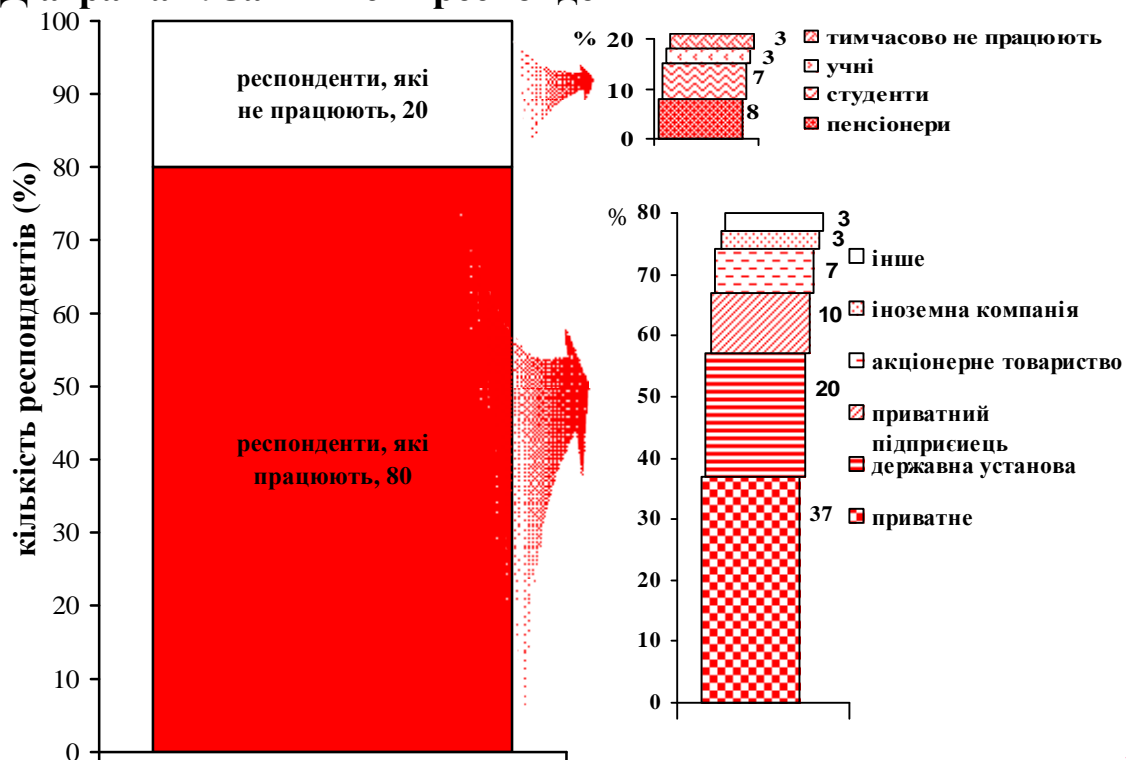 100
90
80
70
60
50
40
30
20
10
0
кількість респондентів (%)
респонденти, які
не працюють, 20
респонденти, які
працюють, 80
%
20
10
0
3
3
7
8
тимчасово не працюють
учні
студенти
пенсіонери
%
80
70
60
50
40
30
20
10
0
3
3
7
10
20
37
інше
іноземна компанія
акціонерне товариство
приватний
підприєиець
державна установа
приватне